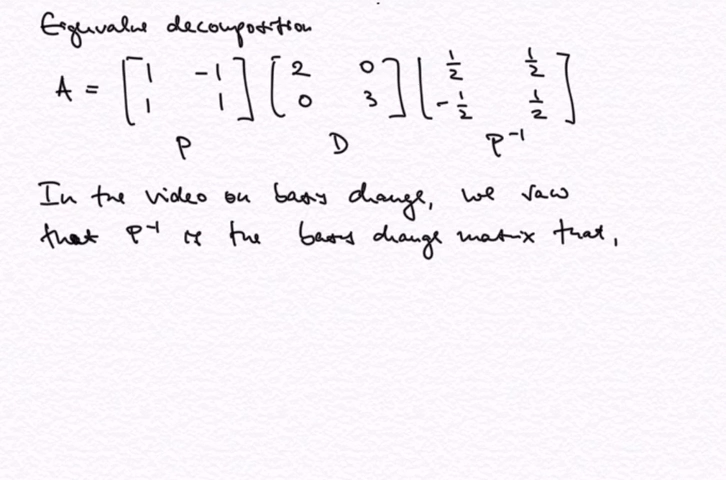 Eigenvalue decomposition
A = [ 1 -1 ] [ 2 0 ] [ 1/2 1/2 ]
[ 1 1 ] [ 0 3 ] [ -1/2 1/2 ]
P D P⁻¹
In the video on basis change, we saw
that P⁻¹ is the basis change matrix that,